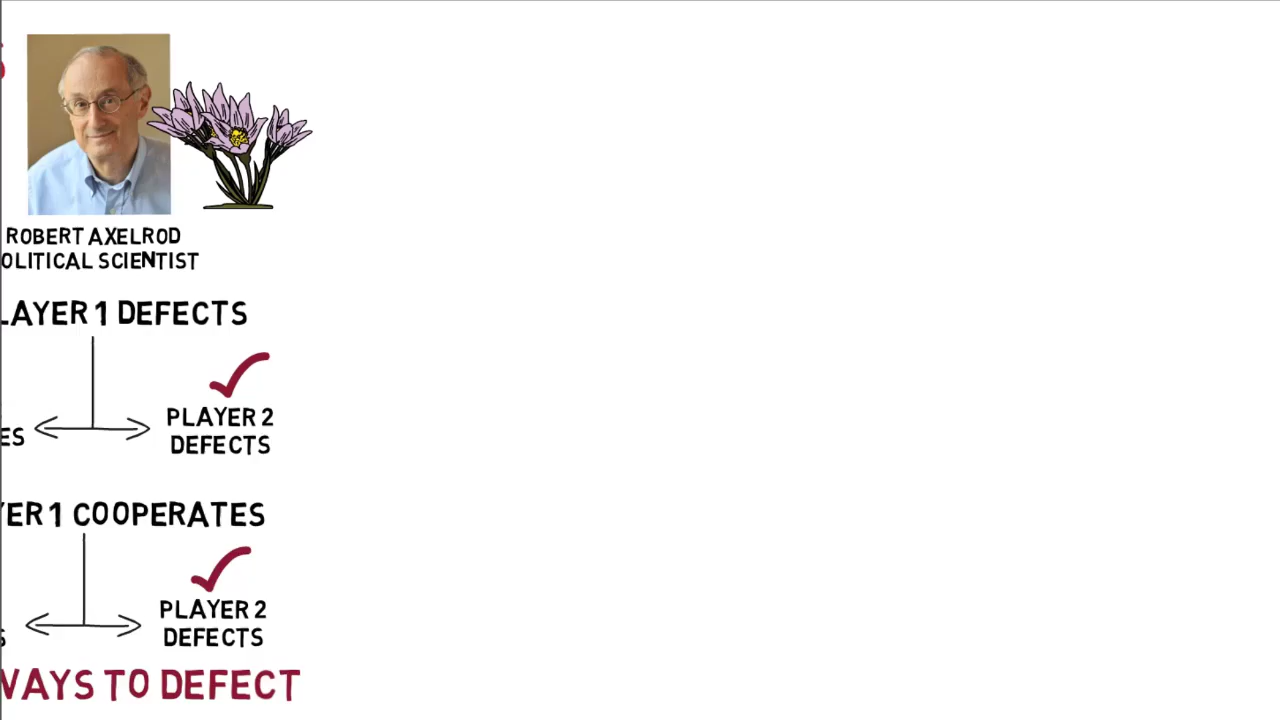 S
ROBERT AXELROD
OLITICAL SCIENTIST
LAYER 1 DEFECTS
PLAYER 2
ES
DEFECTS
YER 1 COOPERATES
PLAYER 2
S
DEFECTS
WAYS TO DEFECT